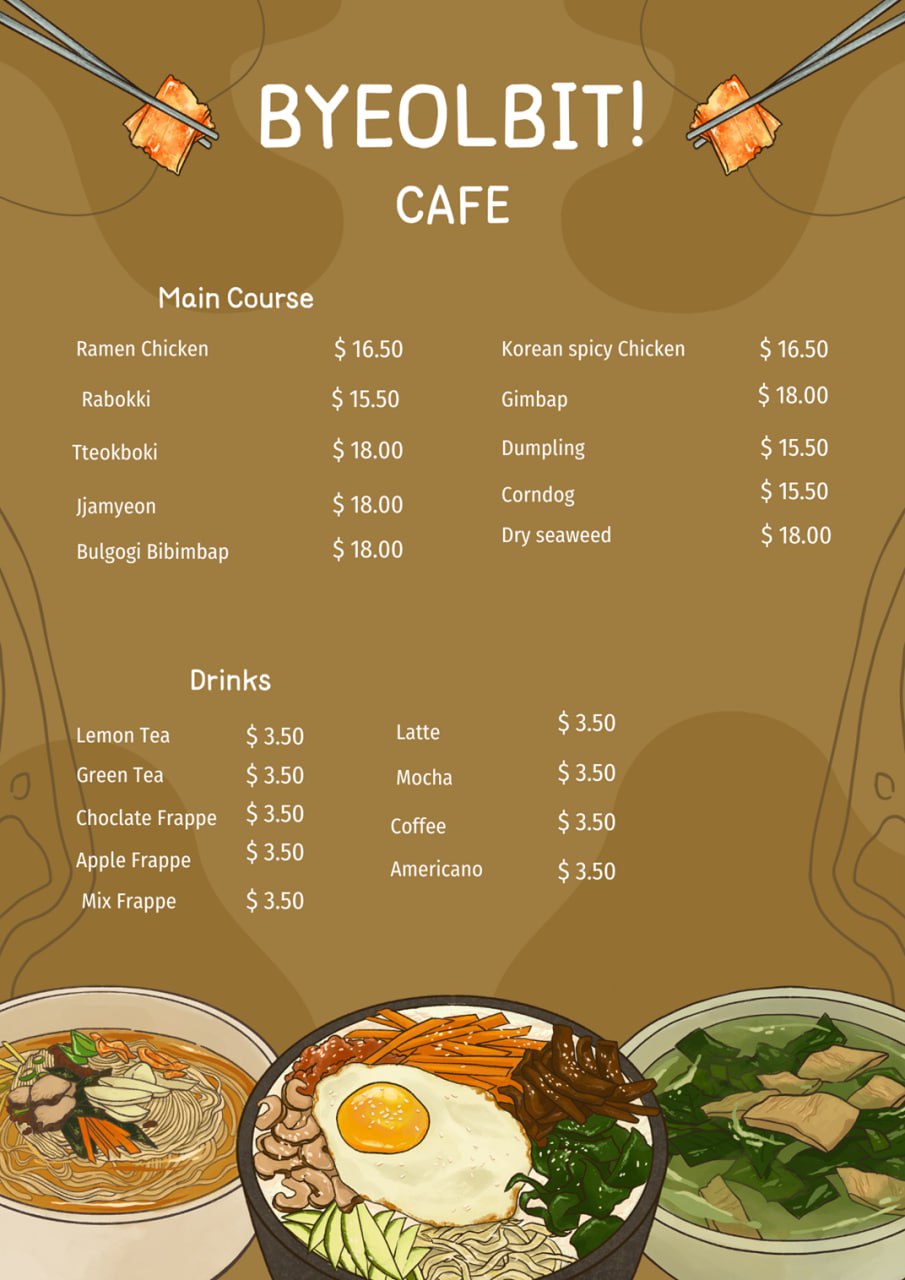 BYEOLBIT!
CAFE
Main Course
Ramen Chicken $ 16.50
Rabokki $ 15.50
Tteokboki $ 18.00
Jjamyeon $ 18.00
Bulgogi Bibimbap $ 18.00
Korean spicy Chicken $ 16.50
Gimbap $ 18.00
Dumpling $ 15.50
Corndog $ 15.50
Dry seaweed $ 18.00
Drinks
Lemon Tea $ 3.50
Green Tea $ 3.50
Choclate Frappe $ 3.50
Apple Frappe $ 3.50
Mix Frappe $ 3.50
Latte $ 3.50
Mocha $ 3.50
Coffee $ 3.50
Americano $ 3.50